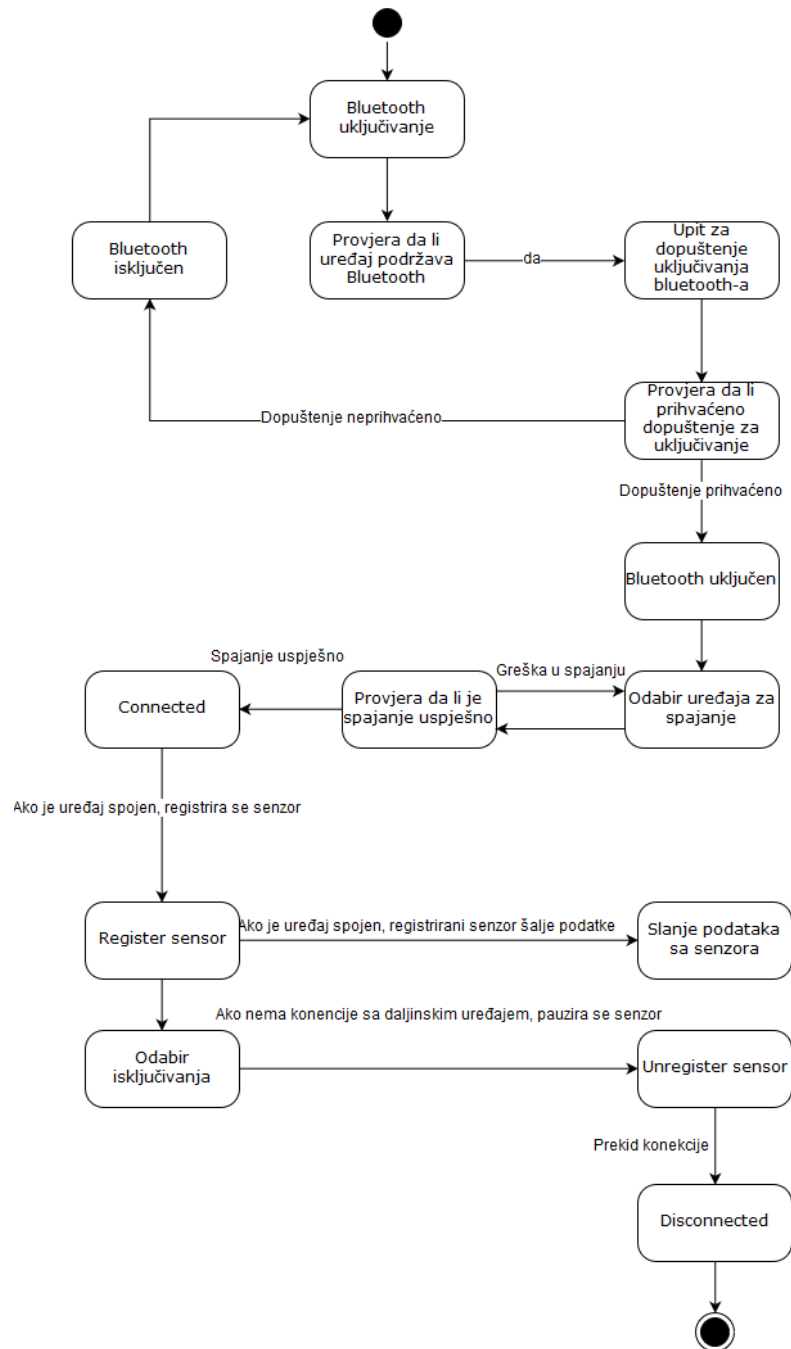 Bluetooth
uključivanje
Bluetooth
isključen
Provjera da li
uređaj podržava
Bluetooth
da
Upit za
dopuštenje
uključivanja
bluetooth-a
Provjera da li
prihvaćeno
dopuštenje za
uključivanje
Dopuštenje neprihvaćeno
Dopuštenje prihvaćeno
Bluetooth uključen
Spajanje uspješno
Greška u spajanju
Connected
Provjera da li je
spajanje uspješno
Odabir uređaja za
spajanje
Ako je uređaj spojen, registrira se senzor
Register sensor
Ako je uređaj spojen, registrirani senzor šalje podatke
Slanje podataka
sa senzora
Ako nema konencije sa daljinskim uređajem, pauzira se senzor
Odabir
isključivanja
Unregister sensor
Prekid konekcije
Disconnected